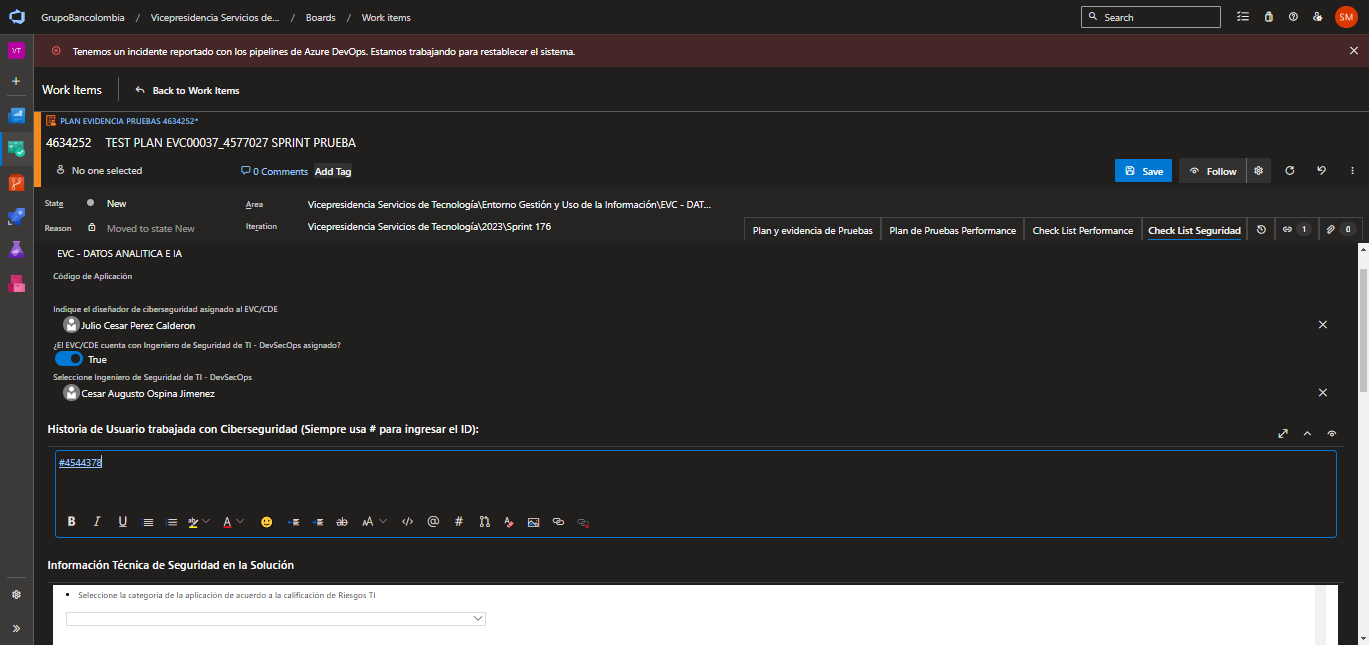 GrupoBancolombia / Vicepresidencia Servicios de... / Boards / Work items
Search
SM
VT
Tenemos un incidente reportado con los pipelines de Azure DevOps. Estamos trabajando para restablecer el sistema.
Work Items
Back to Work Items
PLAN EVIDENCIA PRUEBAS 4634252*
4634252 TEST PLAN EVC00037_4577027 SPRINT PRUEBA
No one selected
0 Comments
Add Tag
Save
Follow
State
New
Area
Vicepresidencia Servicios de Tecnología\Entorno Gestión y Uso de la Información\EVC - DAT...
Reason
Moved to state New
Iteration
Vicepresidencia Servicios de Tecnología\2023\Sprint 176
Plan y evidencia de Pruebas
Plan de Pruebas Performance
Check List Performance
Check List Seguridad
1
0
EVC - DATOS ANALITICA E IA
Código de Aplicación
Indique el diseñador de ciberseguridad asignado al EVC/CDE
Julio Cesar Perez Calderon
¿El EVC/CDE cuenta con Ingeniero de Seguridad de TI - DevSecOps asignado?
True
Seleccione Ingeniero de Seguridad de TI - DevSecOps
Cesar Augusto Ospina Jimenez
Historia de Usuario trabajada con Ciberseguridad (Siempre usa # para ingresar el ID):
#4544378
B I U ab A ab AA </> @ #
Información Técnica de Seguridad en la Solución
• Seleccione la categoria de la aplicación de acuerdo a la calificación de Riesgos TI